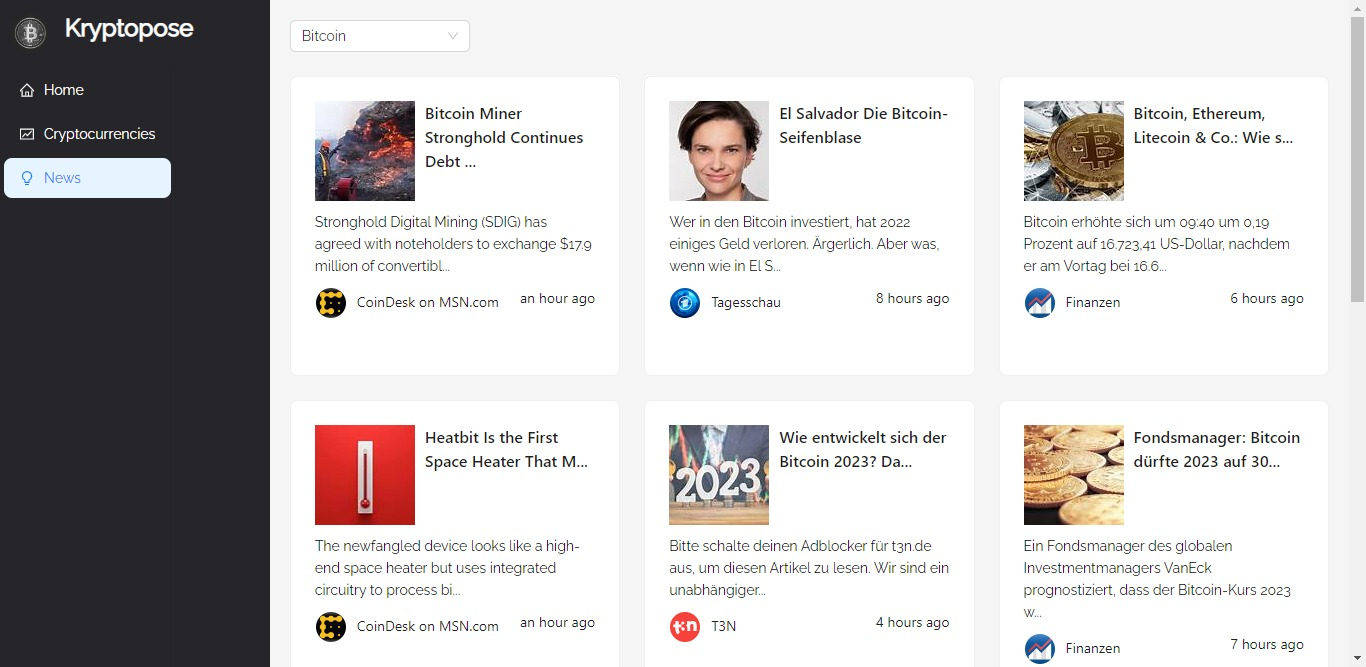 Kryptopose
Home
Cryptocurrencies
News
Bitcoin
Bitcoin Miner
Stronghold Continues
Debt ...
Stronghold Digital Mining (SDIG) has
agreed with noteholders to exchange $17.9
million of convertibl...
CoinDesk on MSN.com
an hour ago
El Salvador Die Bitcoin-
Seifenblase
Wer in den Bitcoin investiert, hat 2022
einiges Geld verloren. Ärgerlich. Aber was,
wenn wie in El S...
Tagesschau
8 hours ago
Bitcoin, Ethereum,
Litecoin & Co.: Wie s...
Bitcoin erhöhte sich um 09:40 um 0,19
Prozent auf 16.723,41 US-Dollar, nachdem
er am Vortag bei 16.6...
Finanzen
6 hours ago
Heatbit Is the First
Space Heater That M...
The newfangled device looks like a high-
end space heater but uses integrated
circuitry to process bi...
CoinDesk on MSN.com
an hour ago
2023
Wie entwickelt sich der
Bitcoin 2023? Da...
Bitte schalte deinen Adblocker für t3n.de
aus, um diesen Artikel zu lesen. Wir sind ein
unabhängiger...
t3n
T3N
4 hours ago
Fondsmanager: Bitcoin
dürfte 2023 auf 30...
Ein Fondsmanager des globalen
Investmentmanagers VanEck
prognostiziert, dass der Bitcoin-Kurs 2023
w...
Finanzen
7 hours ago